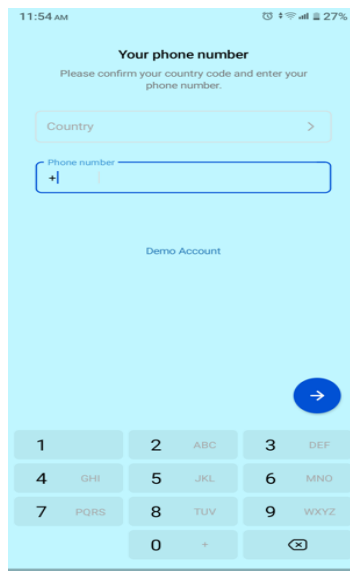 11:54 AM 27%
Your phone number
Please confirm your country code and enter your
phone number.
Country >
Phone number
+
Demo Account
1 2 ABC 3 DEF
4 GHI 5 JKL 6 MNO
7 PQRS 8 TUV 9 WXYZ
0 +